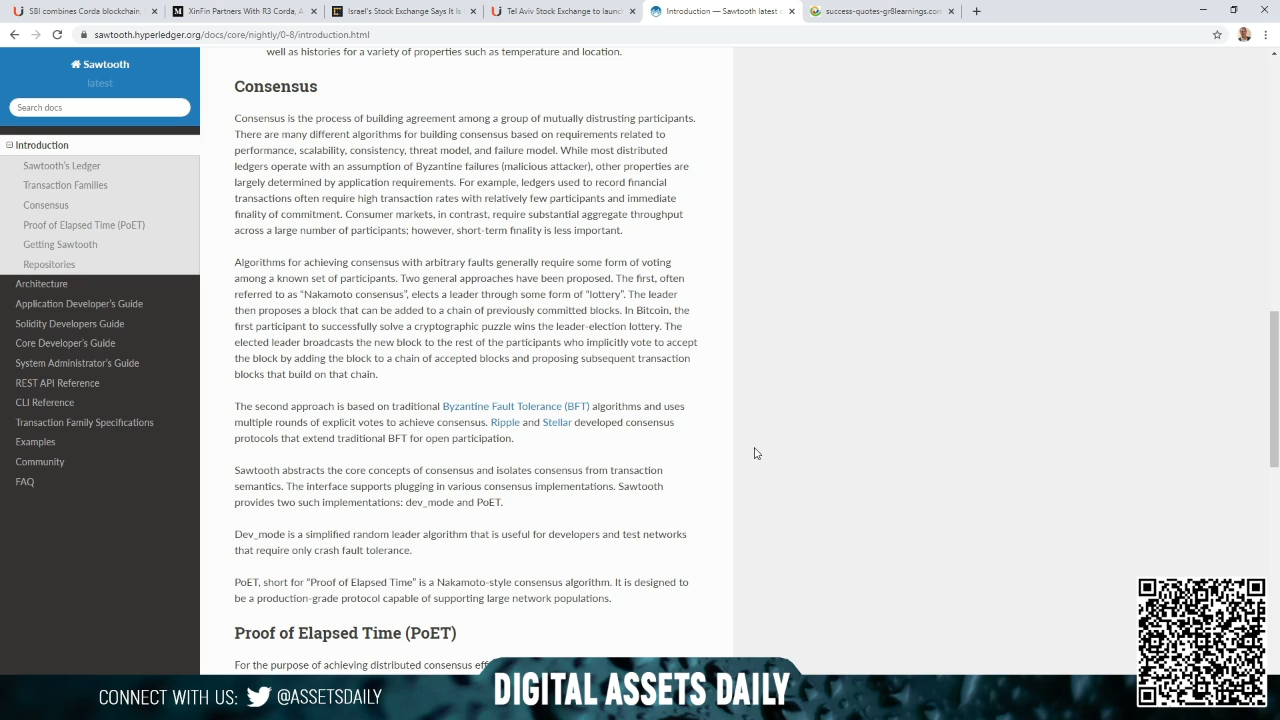 SBI combines Corda blockchain,
XinFin Partners With R3 Corda, A
Israel's Stock Exchange Says It Is
Tel Aviv Stock Exchange to launch
Introduction — Sawtooth latest
success-quotes-gr8learnings.com
sawtooth.hyperledger.org/docs/core/nightly/0-8/introduction.html
Sawtooth
latest
Search docs
Introduction
Sawtooth's Ledger
Transaction Families
Consensus
Proof of Elapsed Time (PoET)
Getting Sawtooth
Repositories
Architecture
Application Developer's Guide
Solidity Developers Guide
Core Developer's Guide
System Administrator's Guide
REST API Reference
CLI Reference
Transaction Family Specifications
Examples
Community
FAQ
well as histories for a variety of properties such as temperature and location.
Consensus
Consensus is the process of building agreement among a group of mutually distrusting participants.
There are many different algorithms for building consensus based on requirements related to
performance, scalability, consistency, threat model, and failure model. While most distributed
ledgers operate with an assumption of Byzantine failures (malicious attacker), other properties are
largely determined by application requirements. For example, ledgers used to record financial
transactions often require high transaction rates with relatively few participants and immediate
finality of commitment. Consumer markets, in contrast, require substantial aggregate throughput
across a large number of participants; however, short-term finality is less important.
Algorithms for achieving consensus with arbitrary faults generally require some form of voting
among a known set of participants. Two general approaches have been proposed. The first, often
referred to as “Nakamoto consensus”, elects a leader through some form of “lottery”. The leader
then proposes a block that can be added to a chain of previously committed blocks. In Bitcoin, the
first participant to successfully solve a cryptographic puzzle wins the leader-election lottery. The
elected leader broadcasts the new block to the rest of the participants who implicitly vote to accept
the block by adding the block to a chain of accepted blocks and proposing subsequent transaction
blocks that build on that chain.
The second approach is based on traditional Byzantine Fault Tolerance (BFT) algorithms and uses
multiple rounds of explicit votes to achieve consensus. Ripple and Stellar developed consensus
protocols that extend traditional BFT for open participation.
Sawtooth abstracts the core concepts of consensus and isolates consensus from transaction
semantics. The interface supports plugging in various consensus implementations. Sawtooth
provides two such implementations: dev_mode and PoET.
Dev_mode is a simplified random leader algorithm that is useful for developers and test networks
that require only crash fault tolerance.
PoET, short for “Proof of Elapsed Time” is a Nakamoto-style consensus algorithm. It is designed to
be a production-grade protocol capable of supporting large network populations.
Proof of Elapsed Time (PoET)
For the purpose of achieving distributed consensus
CONNECT WITH US: @ASSETSDAILY
DIGITAL ASSETS DAILY